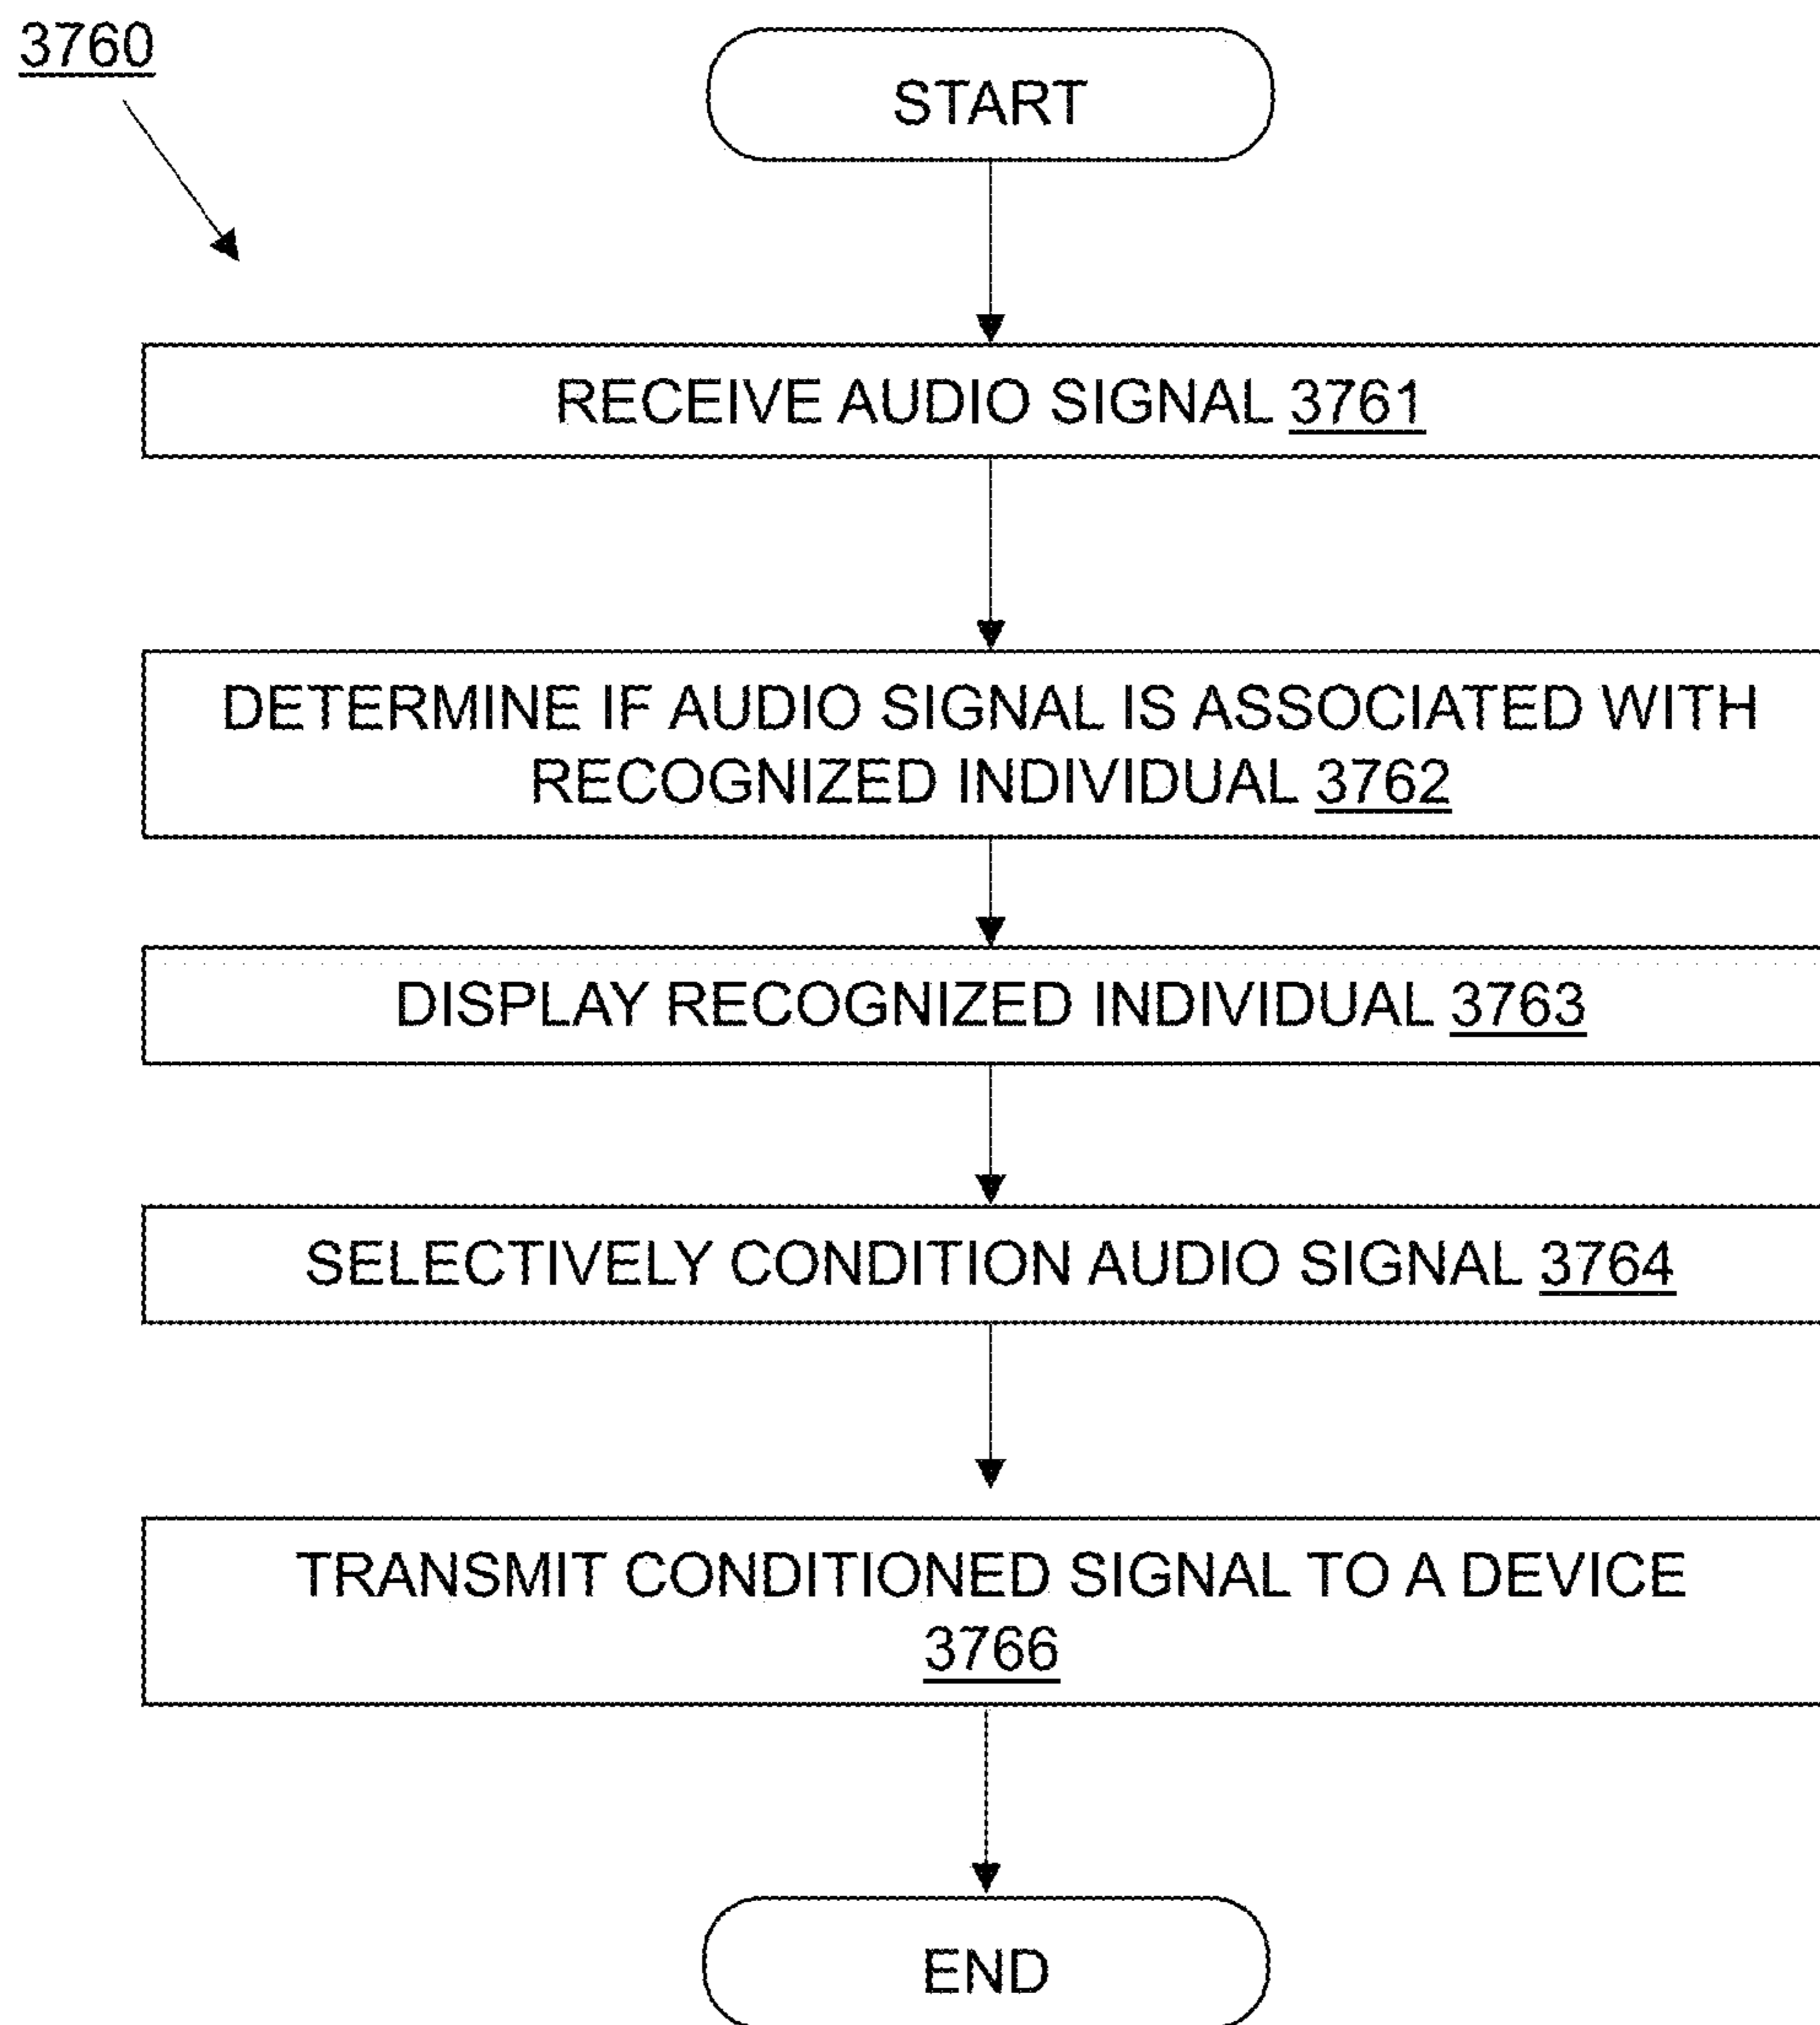 3760
START
RECEIVE AUDIO SIGNAL 3761
DETERMINE IF AUDIO SIGNAL IS ASSOCIATED WITH
RECOGNIZED INDIVIDUAL 3762
DISPLAY RECOGNIZED INDIVIDUAL 3763
SELECTIVELY CONDITION AUDIO SIGNAL 3764
TRANSMIT CONDITIONED SIGNAL TO A DEVICE
3766
END